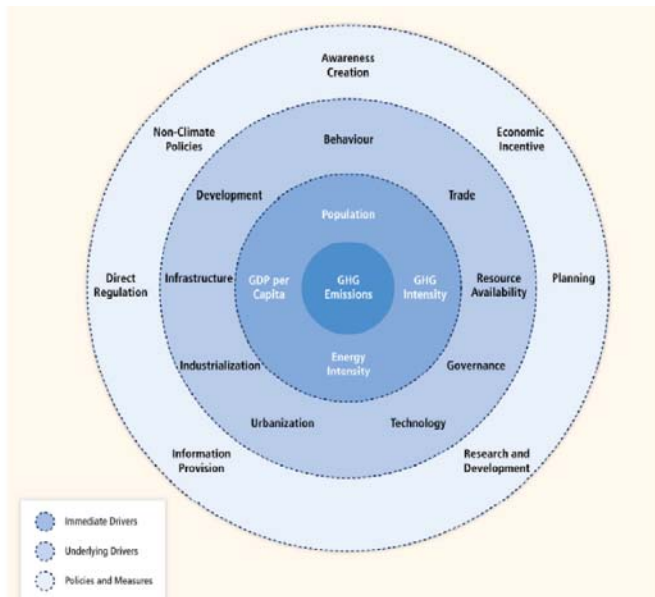 Awareness
Creation
Non-Climate
Policies
Economic
Incentive
Behaviour
Development
Trade
Population
Direct
Regulation
Infrastructure
GDP per
Capita
GHG
Emissions
GHG
Intensity
Resource
Availability
Planning
Energy
Intensity
Industrialization
Governance
Urbanization
Technology
Information
Provision
Research and
Development
Immediate Drivers
Underlying Drivers
Policies and Measures